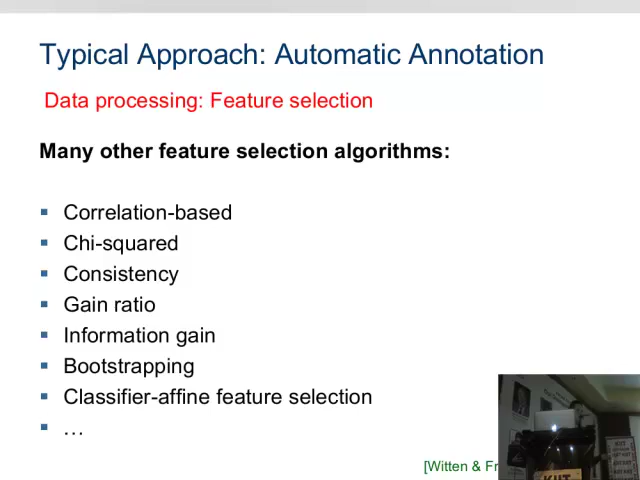 Typical Approach: Automatic Annotation
Data processing: Feature selection
Many other feature selection algorithms:
▪ Correlation-based
▪ Chi-squared
▪ Consistency
▪ Gain ratio
▪ Information gain
▪ Bootstrapping
▪ Classifier-affine feature selection
▪ …
[Witten & Fr
KIIT